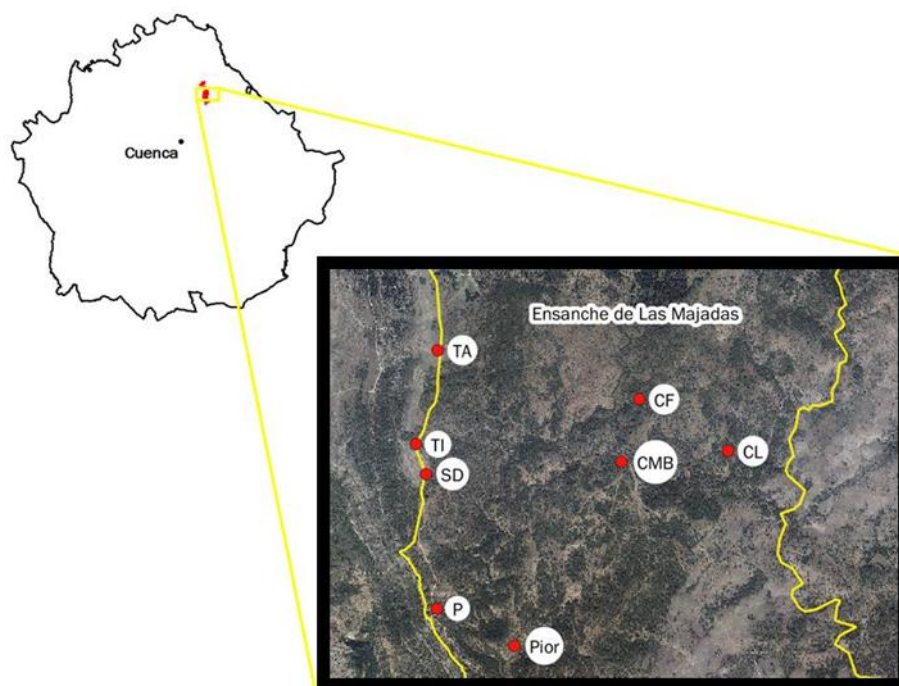 Cuenca
Ensanche de Las Majadas
TA
CF
TI
CL
SD
CMB
P
Pior